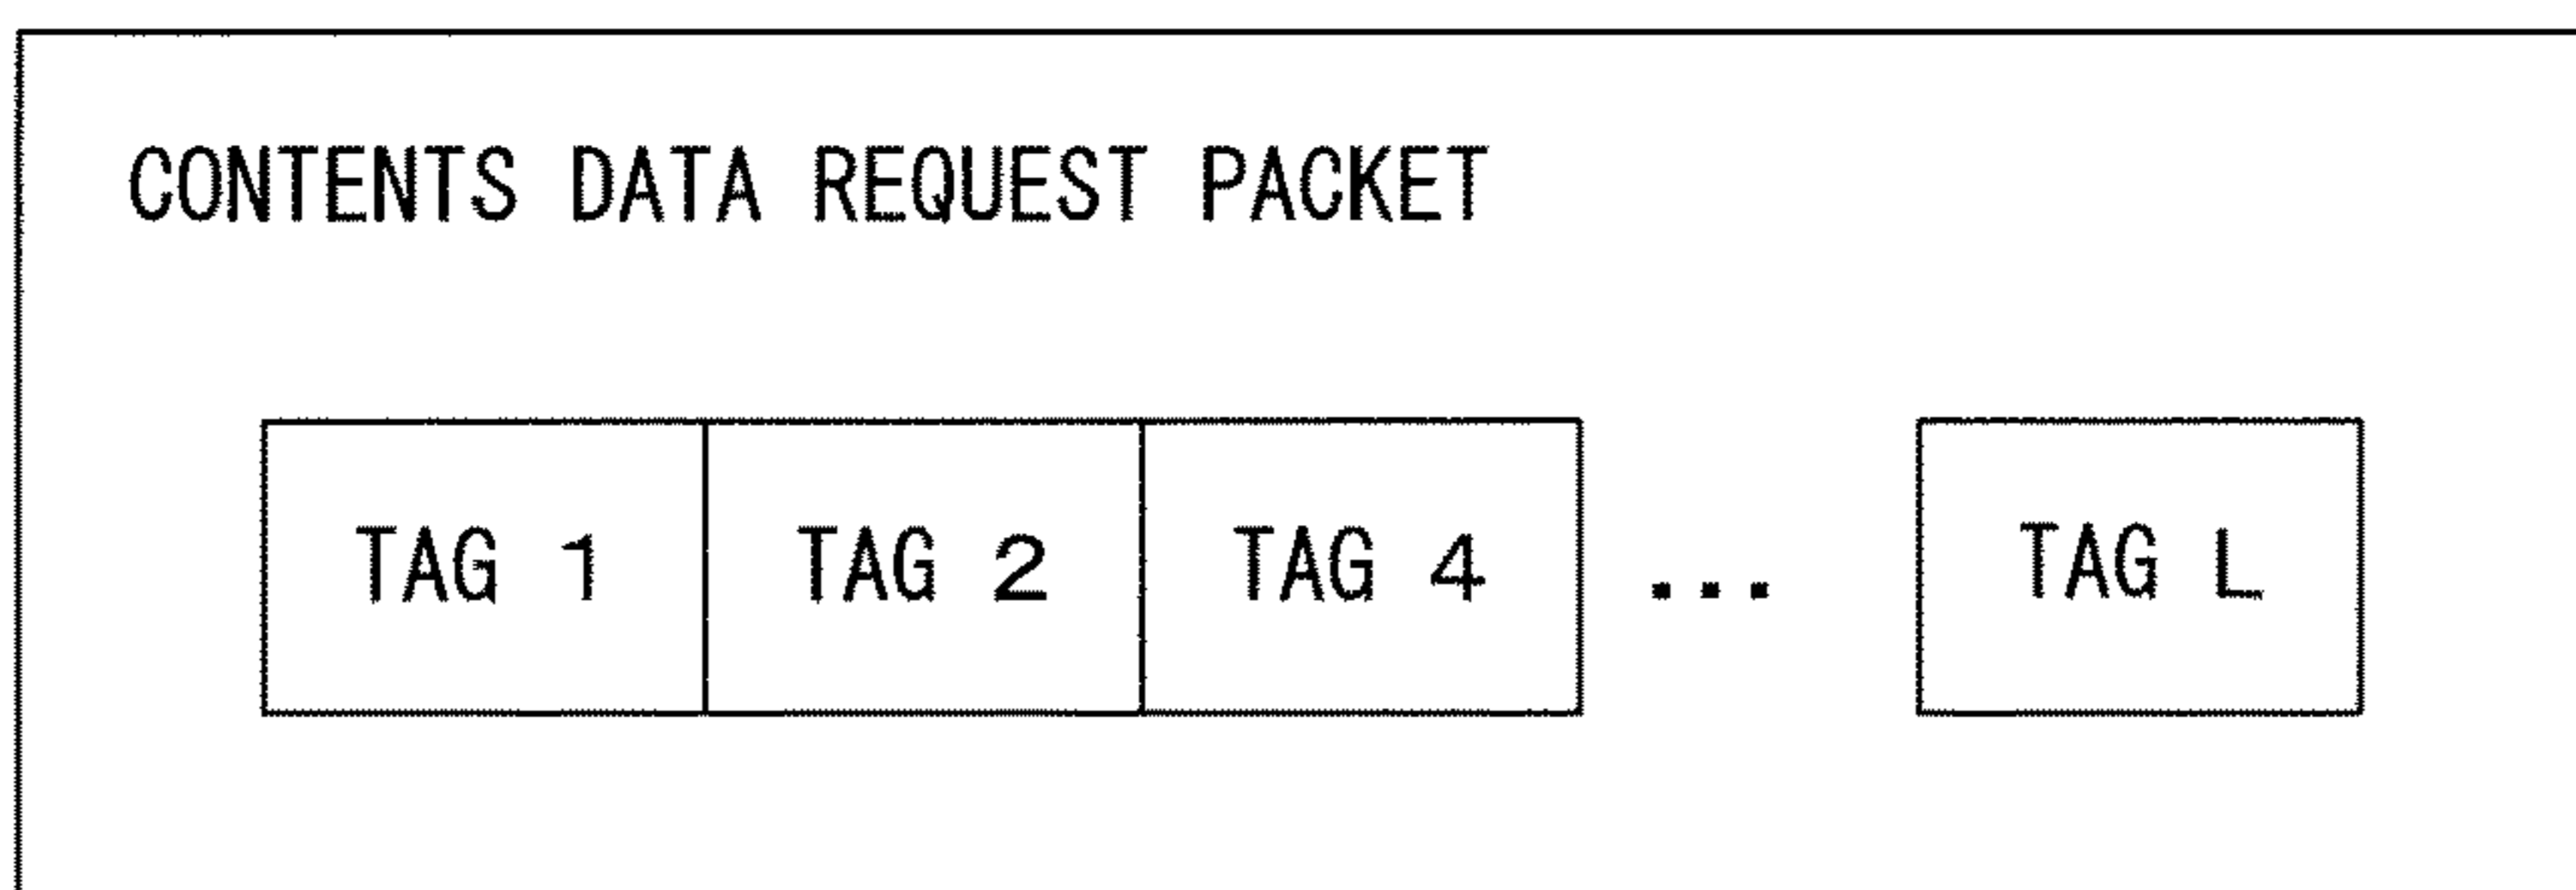 CONTENTS DATA REQUEST PACKET
TAG 1 TAG 2 TAG 4 ... TAG L